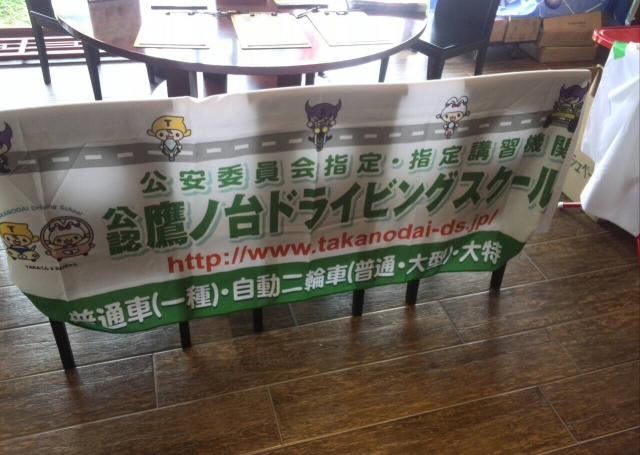 公安委員会指定・指定講習機関
公認 鷹ノ台ドライビングスクール
http://www.takanodai-ds.jp/
普通車(一種)・自動二輪車(普通・大型)・大特
T
T